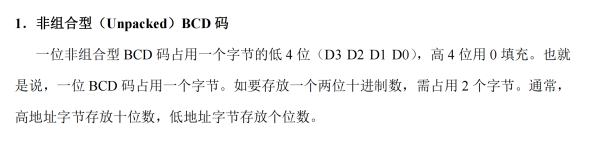 1．非组合型（Unpacked）BCD 码
一位非组合型 BCD 码占用一个字节的低 4 位（D3 D2 D1 D0），高 4 位用 0 填充。也就
是说，一位 BCD 码占用一个字节。如要存放一个两位十进制数，需占用 2 个字节。通常，
高地址字节存放十位数，低地址字节存放个位数。